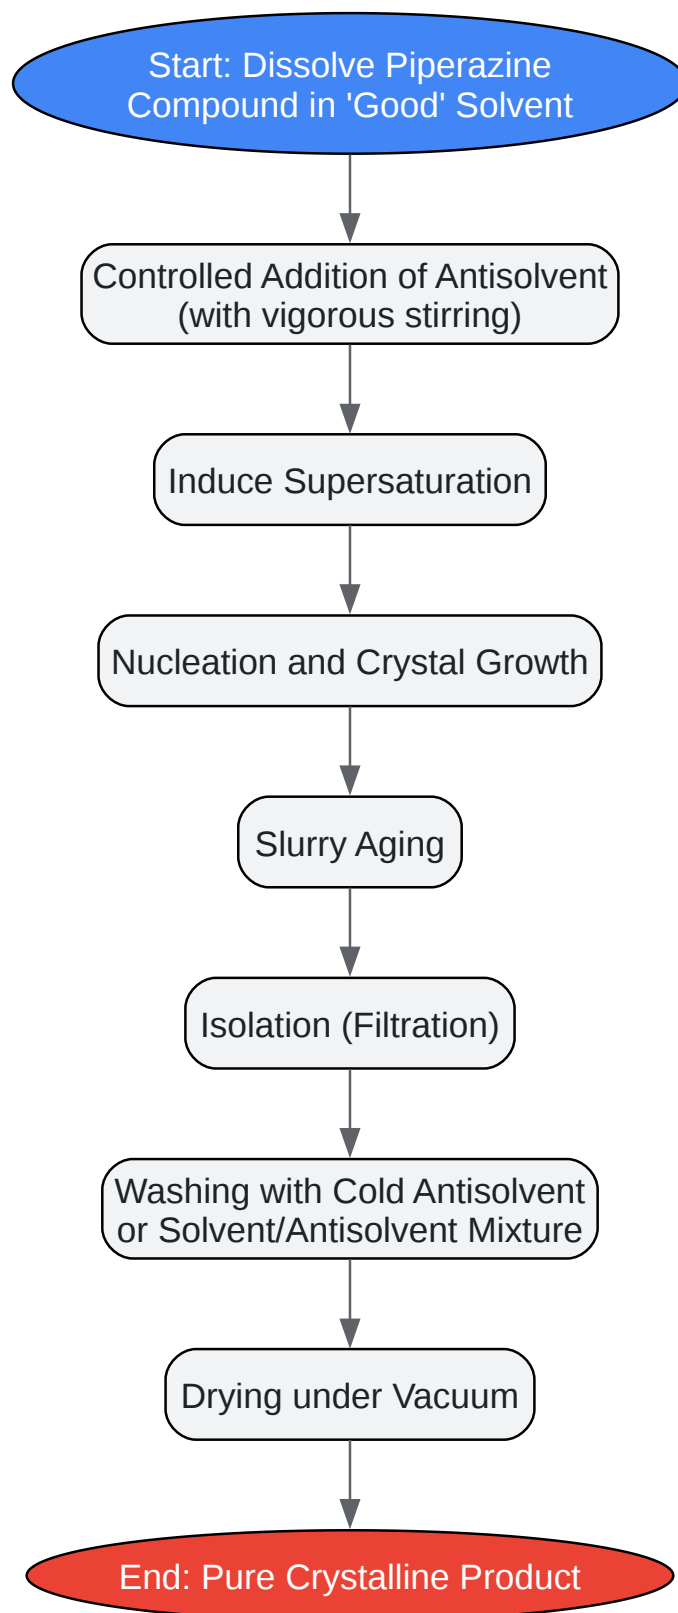 Start: Dissolve Piperazine
Compound in 'Good' Solvent
Controlled Addition of Antisolvent
(with vigorous stirring)
Induce Supersaturation
Nucleation and Crystal Growth
Slurry Aging
Isolation (Filtration)
Washing with Cold Antisolvent
or Solvent/Antisolvent Mixture
Drying under Vacuum
End: Pure Crystalline Product